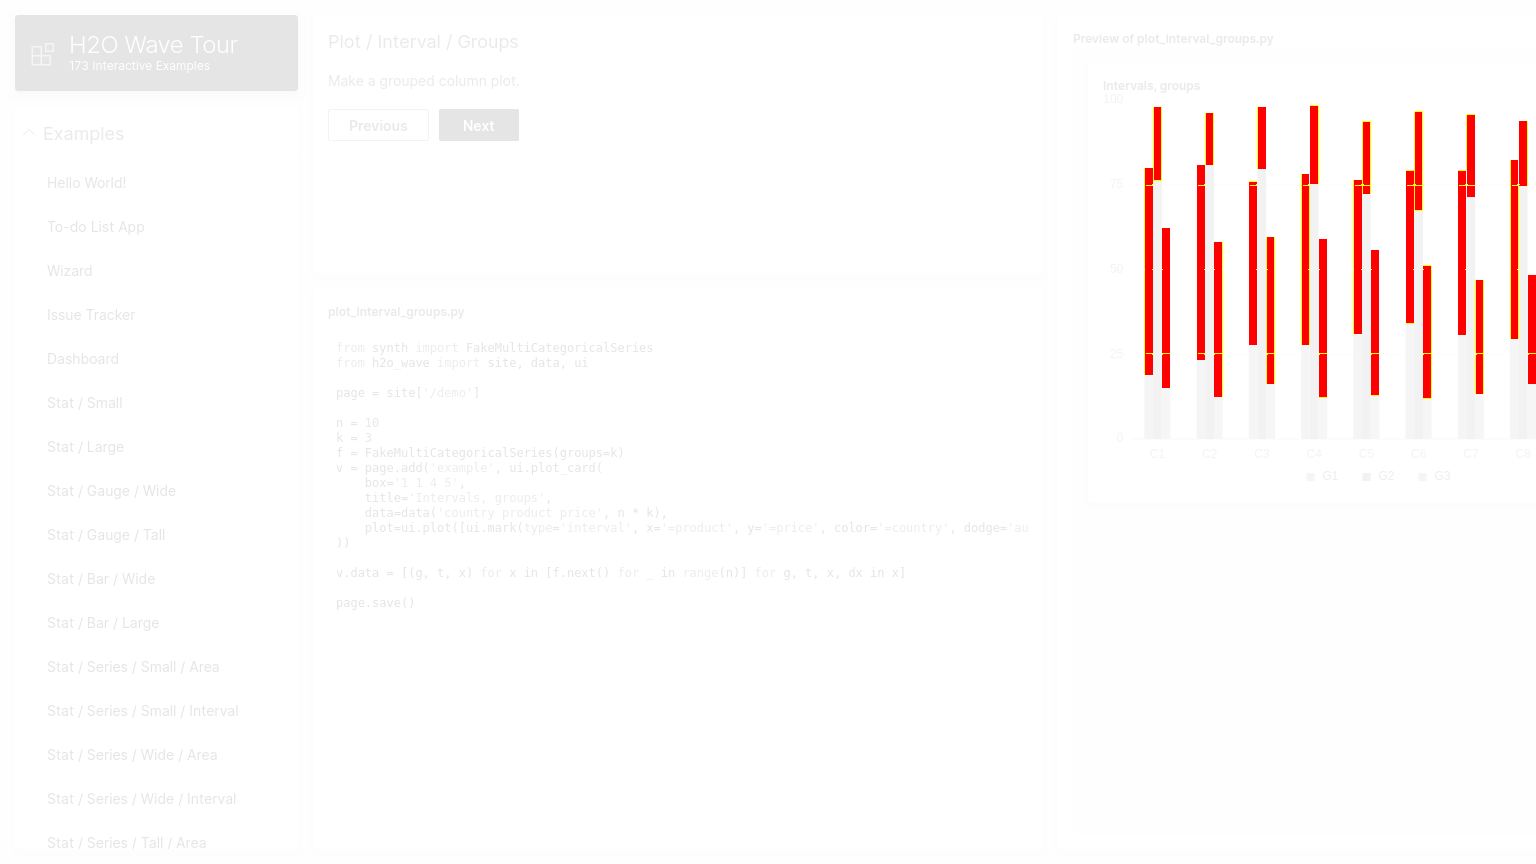 H2O Wave Tour
173 Interactive Examples
Examples
Hello World!
To-do List App
Wizard
Issue Tracker
Dashboard
Stat / Small
Stat / Large
Stat / Gauge / Wide
Stat / Gauge / Tall
Stat / Bar / Wide
Stat / Bar / Large
Stat / Series / Small / Area
Stat / Series / Small / Interval
Stat / Series / Wide / Area
Stat / Series / Wide / Interval
Stat / Series / Tall / Area
Plot / Interval / Groups
Make a grouped column plot.
Previous Next
plot_interval_groups.py
from synth import FakeMultiCategoricalSeries
from h2o_wave import site, data, ui
page = site['/demo']
n = 10
k = 3
f = FakeMultiCategoricalSeries(groups=k)
v = page.add('example', ui.plot_card(
    box='1 1 4 5',
    title='Intervals, groups',
    data=data('country product price', n * k),
    plot=ui.plot([ui.mark(type='interval', x='=product', y='=price', color='=country', dodge='au
))
v.data = [(g, t, x) for x in [f.next() for _ in range(n)] for g, t, x, dx in x]
page.save()
Preview of plot_interval_groups.py
Intervals, groups
100
75
50
25
0
C1 C2 C3 C4 C5 C6 C7 C8
G1 G2 G3